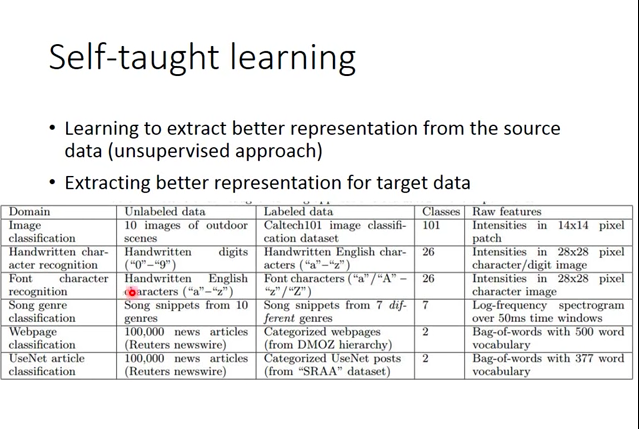 Self-taught learning
• Learning to extract better representation from the source
data (unsupervised approach)
• Extracting better representation for target data
Domain Unlabeled data Labeled data Classes Raw features
Image classification 10 images of outdoor scenes Caltech101 image classifi-cation dataset 101 Intensities in 14x14 pixel patch
Handwritten char-acter recognition Handwritten digits (“0”–“9”) Handwritten English char-acters (“a”–“z”) 26 Intensities in 28x28 pixel character/digit image
Font character recognition Handwritten English characters (“a”–“z”) Font characters (“a”/“A” – “z”/“Z”) 26 Intensities in 28x28 pixel character image
Song genre classification Song snippets from 10 genres Song snippets from 7 different genres 7 Log-frequency spectrogram over 50ms time windows
Webpage classification 100,000 news articles (Reuters newswire) Categorized webpages (from DMOZ hierarchy) 2 Bag-of-words with 500 word vocabulary
UseNet article classification 100,000 news articles (Reuters newswire) Categorized UseNet posts (from “SRAA” dataset) 2 Bag-of-words with 377 word vocabulary